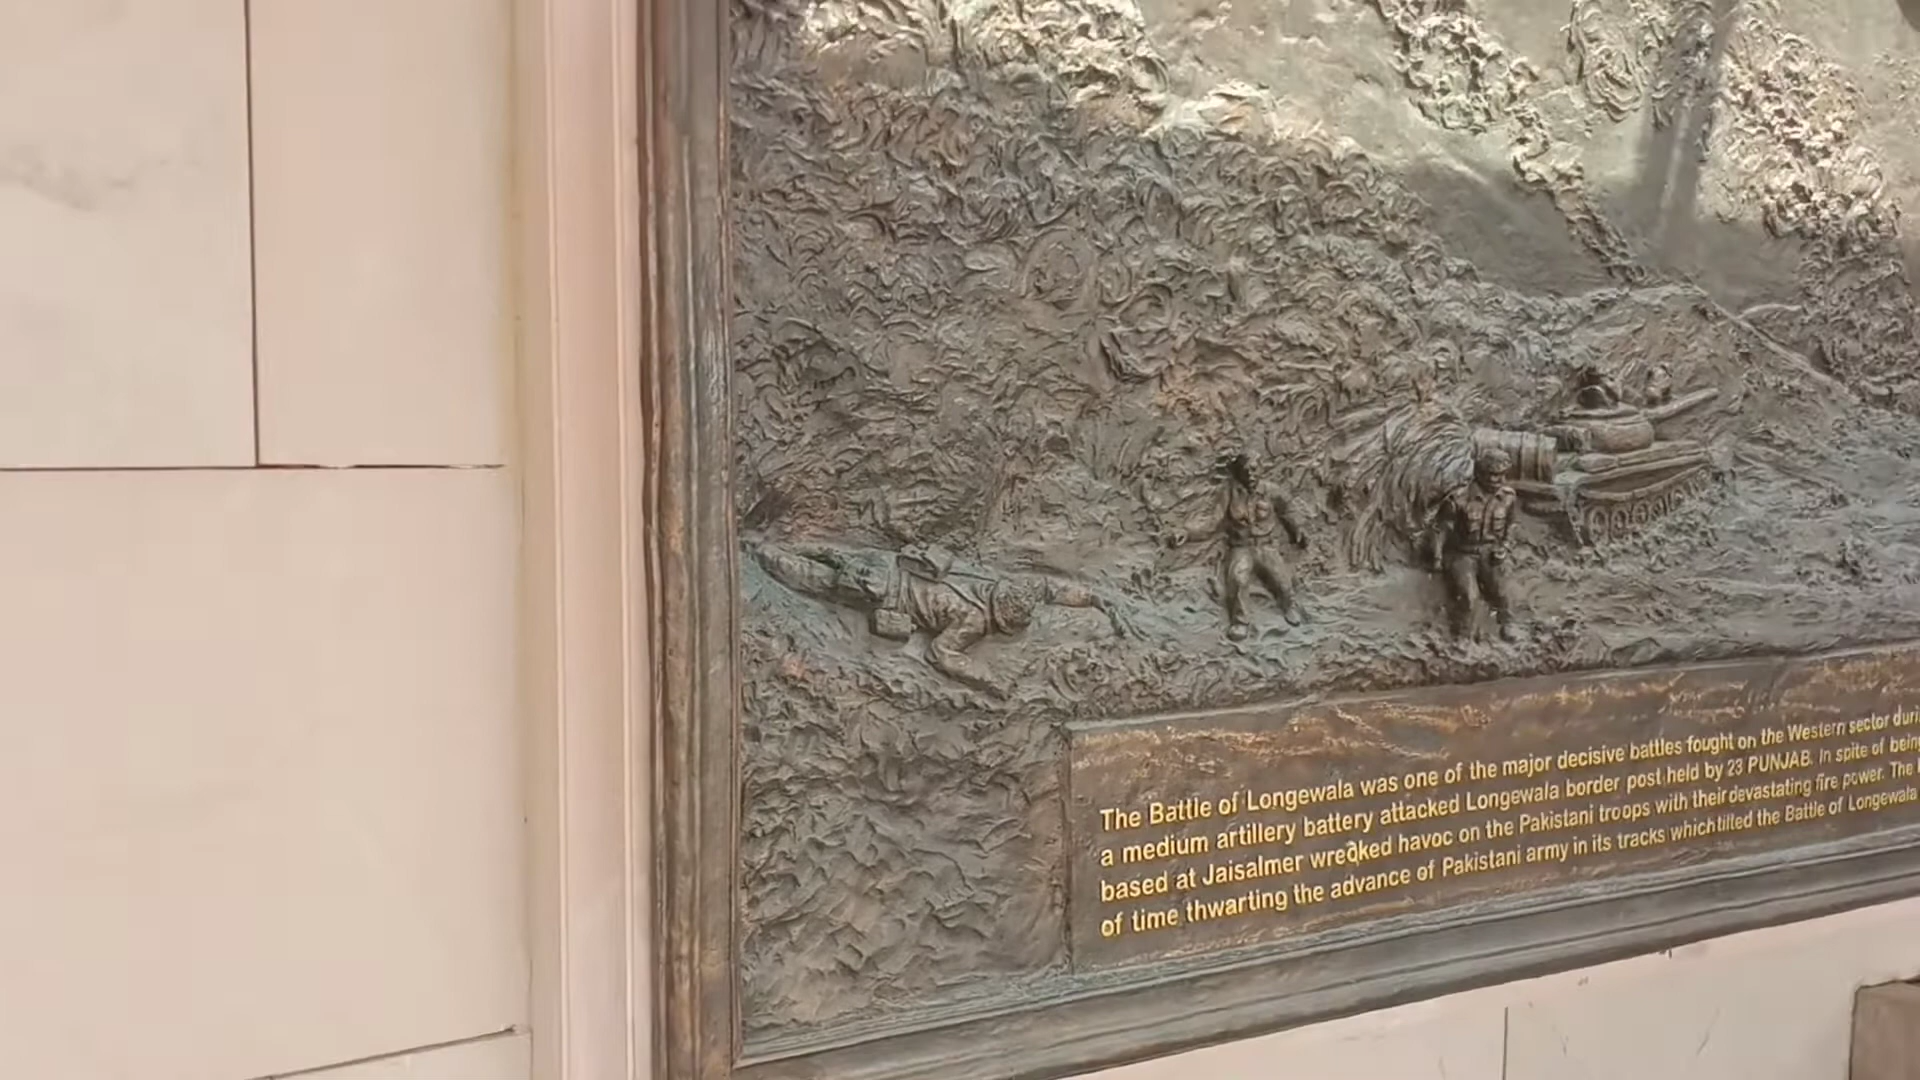 The Battle of Longewala was one of the major decisive battles fought on the Western sector duri
a medium artillery battery attacked Longewala border post held by 23 PUNJAB. In spite of being
based at Jaisalmer wreaked havoc on the Pakistani troops with their devastating fire power. The
of time thwarting the advance of Pakistani army in its tracks which tilted the Battle of Longewala